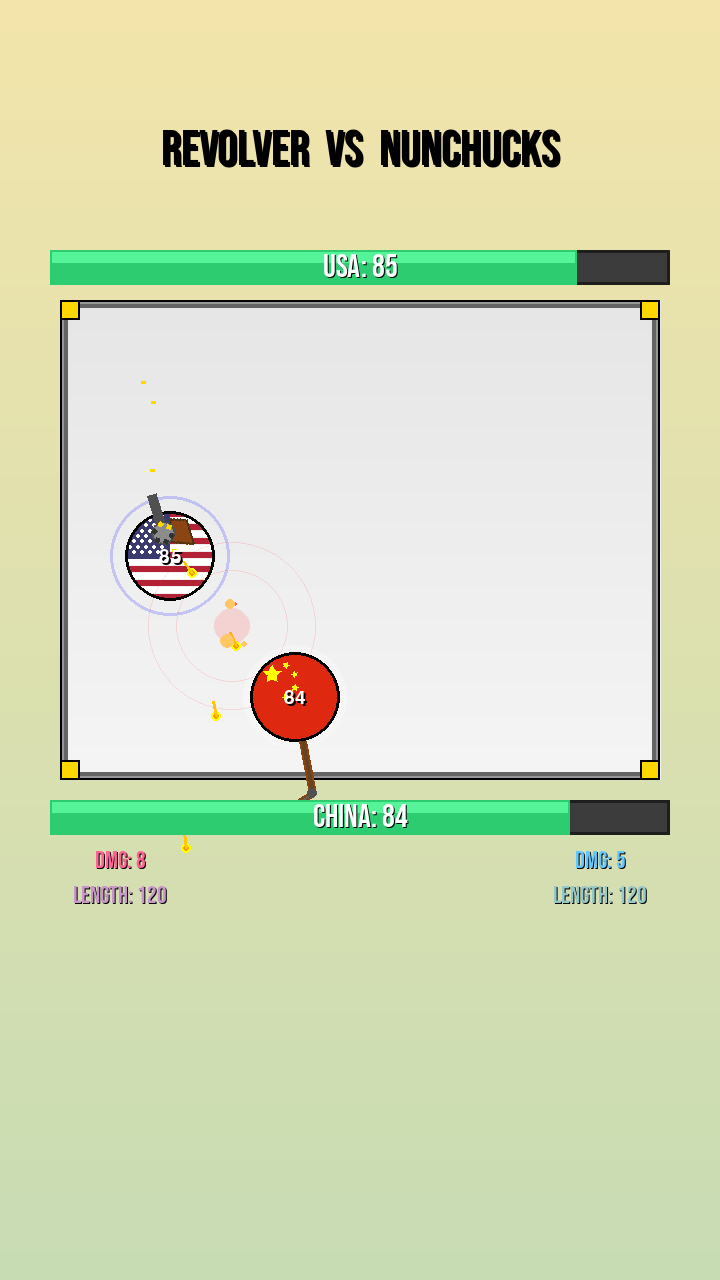 REVOLVER VS NUNCHUCKS
USA: 85
85
84
CHINA: 84
DMG: 8
DMG: 5
LENGTH: 120
LENGTH: 120